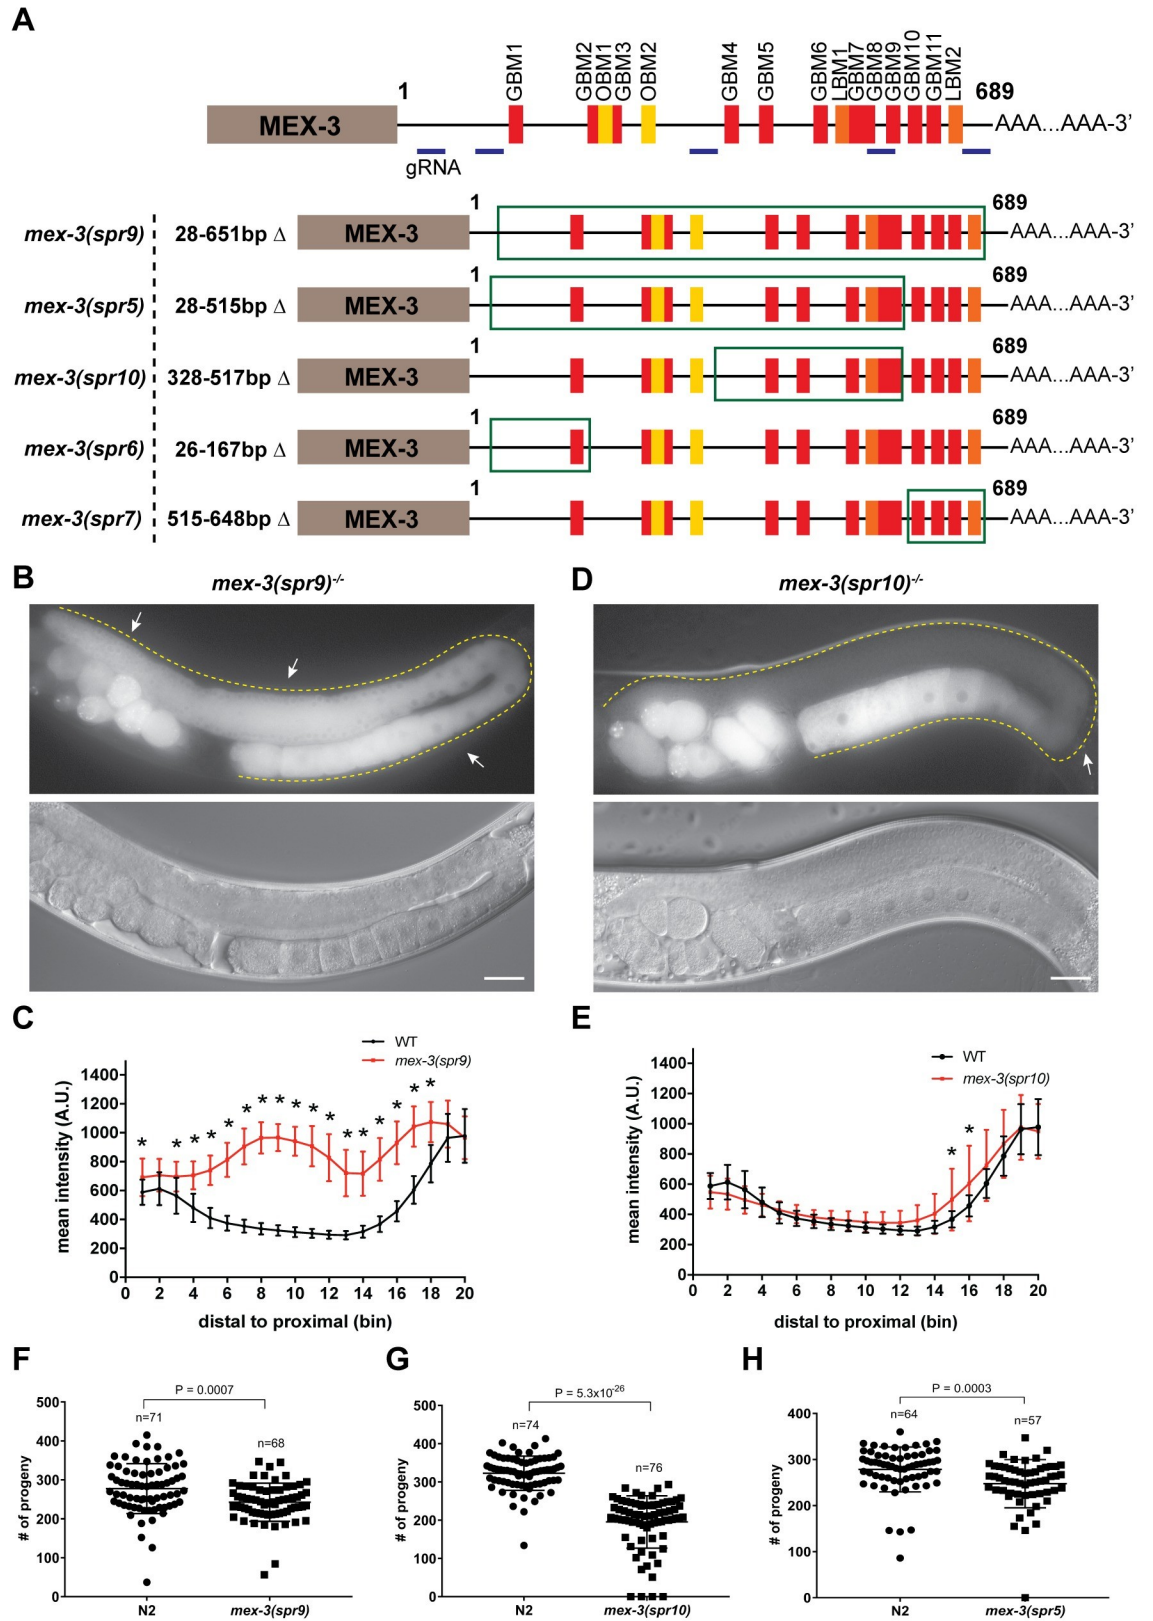 A
GBM1
GBM2
OBM1
GBM3
OBM2
GBM4
GBM5
GBM6
LBM1
GBM7
GBM8
GBM9
GBM10
GBM11
LBM2
1
689
MEX-3
AAA...AAA-3'
gRNA
1
689
mex-3(spr9) 28-651bp Δ MEX-3 AAA...AAA-3'
1
689
mex-3(spr5) 28-515bp Δ MEX-3 AAA...AAA-3'
1
689
mex-3(spr10) 328-517bp Δ MEX-3 AAA...AAA-3'
1
689
mex-3(spr6) 26-167bp Δ MEX-3 AAA...AAA-3'
1
689
mex-3(spr7) 515-648bp Δ MEX-3 AAA...AAA-3'
B
mex-3(spr9)-/-
D
mex-3(spr10)-/-
C
WT
mex-3(spr9)
mean intensity (A.U.)
1400
1200
1000
800
600
400
200
0
* * * * * * * * * * * * * * * * *
0 2 4 6 8 10 12 14 16 18 20
distal to proximal (bin)
E
WT
mex-3(spr10)
mean intensity (A.U.)
1400
1200
1000
800
600
400
200
0
* *
0 2 4 6 8 10 12 14 16 18 20
distal to proximal (bin)
F
P = 0.0007
n=71
n=68
# of progeny
500
400
300
200
100
0
N2 mex-3(spr9)
G
P = 5.3x10-26
n=74
n=76
# of progeny
500
400
300
200
100
0
N2 mex-3(spr10)
H
P = 0.0003
n=64
n=57
# of progeny
400
300
200
100
0
N2 mex-3(spr5)